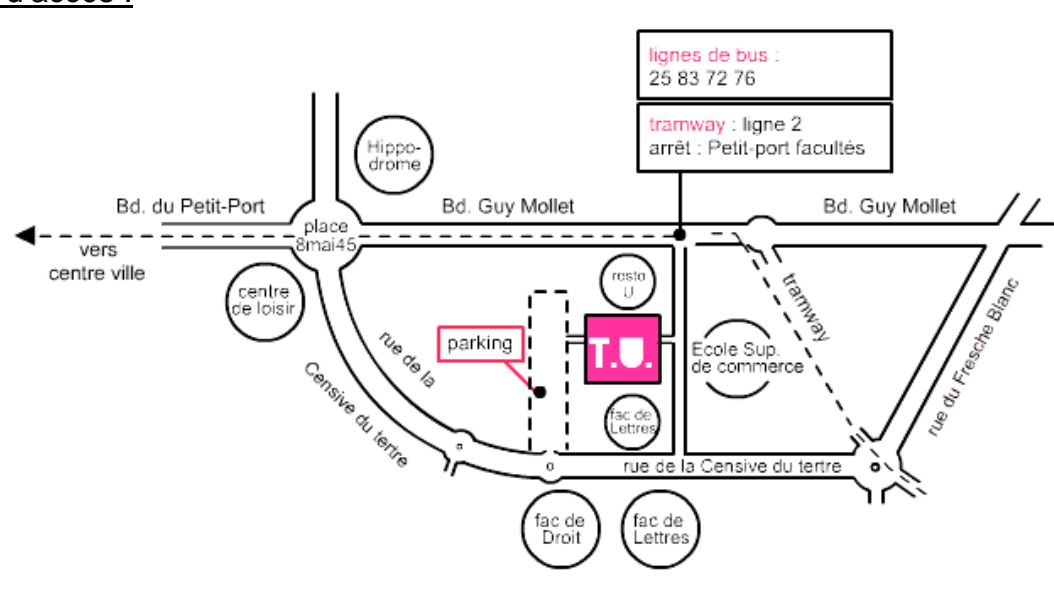 d'accès :
lignes de bus :
25 83 72 76
tramway : ligne 2
arrêt : Petit-port facultés
Hippo-
drome
Bd. du Petit-Port
Bd. Guy Mollet
Bd. Guy Mollet
place
8mai45
vers
centre ville
centre
de loisir
resto
U
tramway
parking
T.U.
Ecole Sup.
de commerce
rue de la
Censive du tertre
rue du Fresche Blanc
fac de
Lettres
rue de la Censive du tertre
fac de
Droit
fac de
Lettres